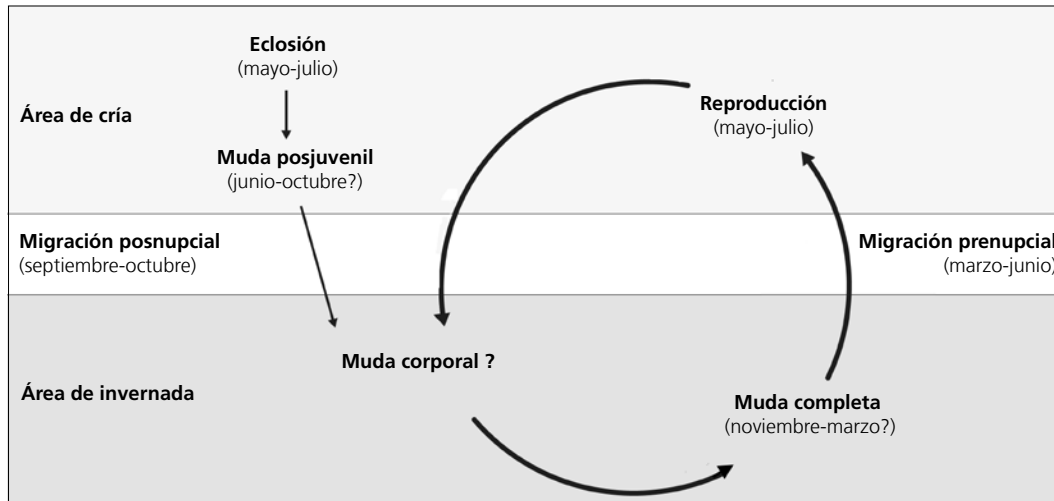 Eclosión
(mayo-julio)
Área de cría
Reproducción
(mayo-julio)
Muda posjuvenil
(junio-octubre?)
Migración posnupcial
(septiembre-octubre)
Migración prenupcial
(marzo-junio)
Muda corporal ?
Área de invernada
Muda completa
(noviembre-marzo?)